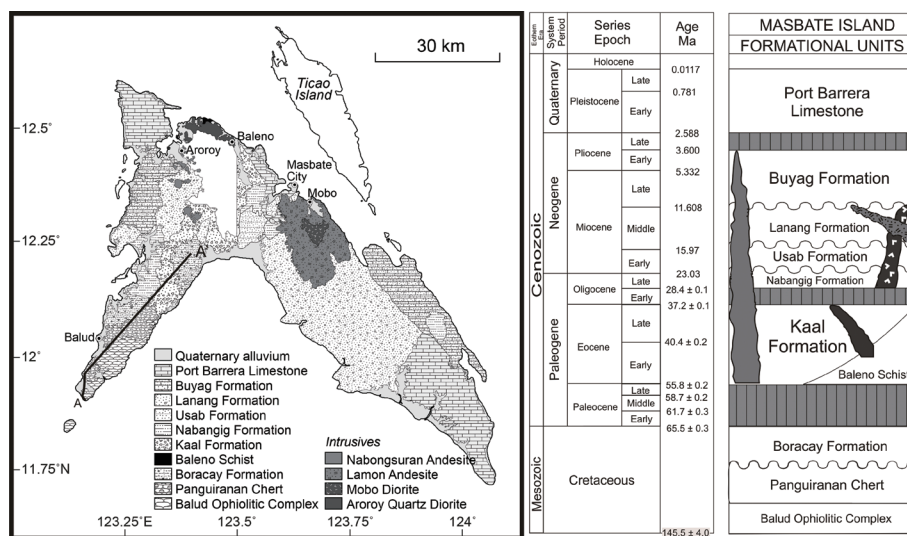 30 km
Ticao
Island
12.5°
Baleno
Aroroy
Masbate
City
Mobo
12.25°
A'
Balud
12°
A
11.75°N
123.25°E
123.5°
123.75°
124°
Quaternary alluvium
Port Barrera Limestone
Buyag Formation
Lanang Formation
Usab Formation
Nabangig Formation
Kaal Formation
Baleno Schist
Boracay Formation
Panguiranan Chert
Balud Ophiolitic Complex
Intrusives
Nabongsuran Andesite
Lamon Andesite
Mobo Diorite
Aroroy Quartz Diorite
Era
System
Period
Series
Epoch
Age
Ma
Cenozoic
Mesozoic
Quaternary
Neogene
Paleogene
Holocene
0.0117
Pleistocene
Late
0.781
Early
2.588
Pliocene
Late
3.600
Early
5.332
Miocene
Late
11.608
Middle
15.97
Early
23.03
Oligocene
Late
28.4 ± 0.1
Early
37.2 ± 0.1
Eocene
Late
40.4 ± 0.2
Early
55.8 ± 0.2
Paleocene
Late
58.7 ± 0.2
Middle
61.7 ± 0.3
Early
65.5 ± 0.3
Cretaceous
145.5 ± 4.0
MASBATE ISLAND
FORMATIONAL UNITS
Port Barrera
Limestone
Buyag Formation
Lanang Formation
Usab Formation
Nabangig Formation
Kaal
Formation
Baleno Schist
Boracay Formation
Panguiranan Chert
Balud Ophiolitic Complex